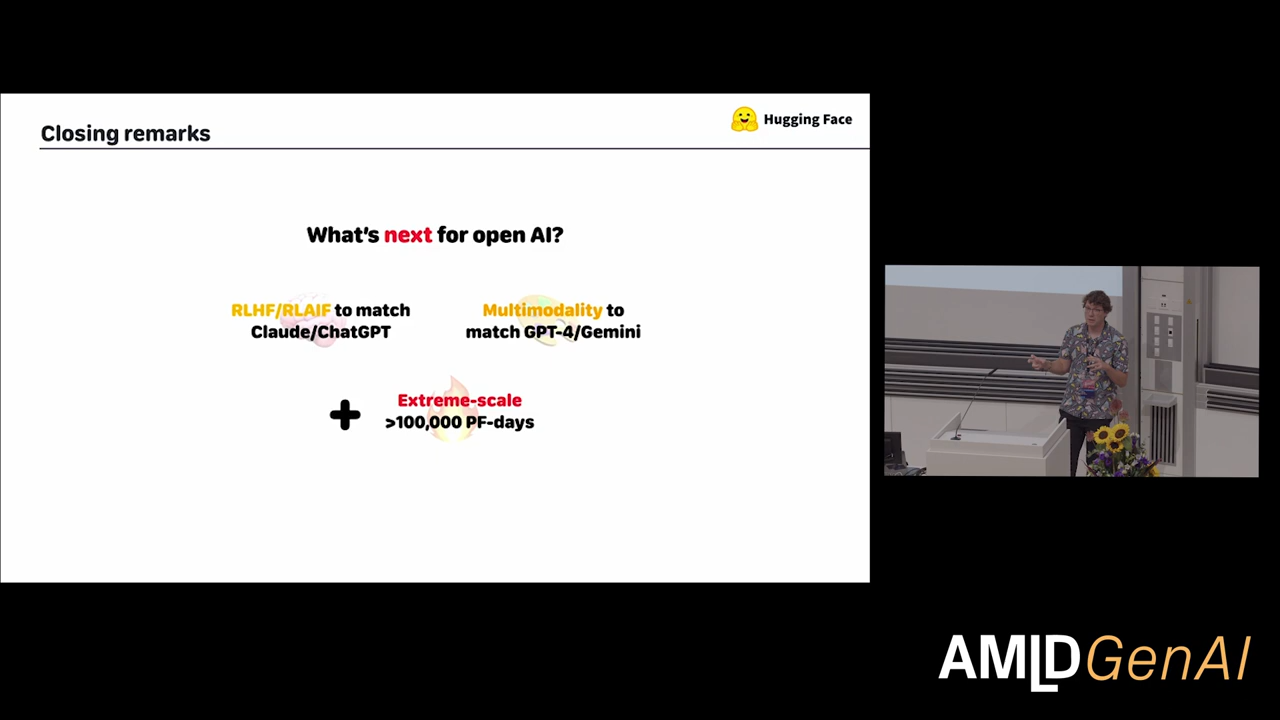 Closing remarks
Hugging Face
What's next for open AI?
RLHF/RLAIF to match
Claude/ChatGPT
Multimodality to
match GPT-4/Gemini
+
Extreme-scale
>100,000 PF-days
AMLD GenAI